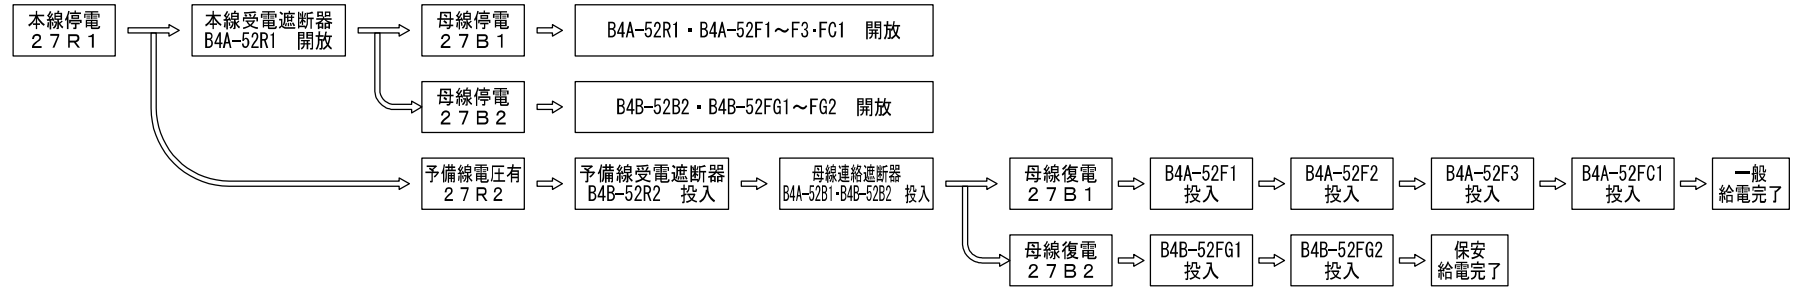 本線停電
２７Ｒ１
本線受電遮断器
B4A-52R1　開放
母線停電
２７Ｂ１
B4A-52R1・B4A-52F1～F3・FC1　開放
母線停電
２７Ｂ２
B4B-52B2・B4B-52FG1～FG2　開放
予備線電圧有
２７Ｒ２
予備線受電遮断器
B4B-52R2　投入
母線連絡遮断器
B4A-52B1・B4B-52B2　投入
母線復電
２７Ｂ１
B4A-52F1
投入
B4A-52F2
投入
B4A-52F3
投入
B4A-52FC1
投入
一般
給電完了
母線復電
２７Ｂ２
B4B-52FG1
投入
B4B-52FG2
投入
保安
給電完了